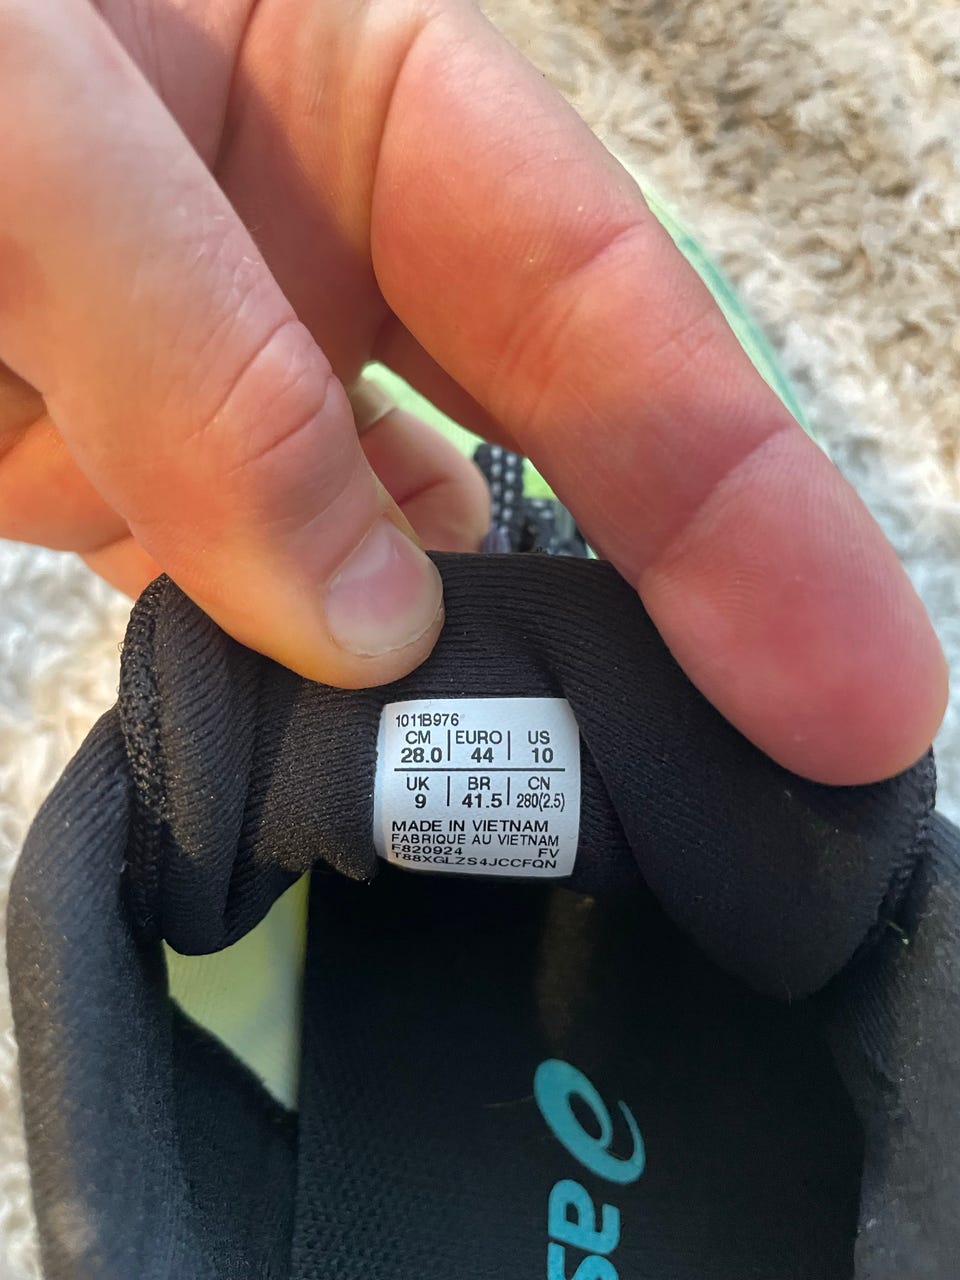 1011B976
CM EURO US
28.0 44 10
UK BR CN
9 41.5 280(2.5)
MADE IN VIETNAM
FABRIQUE AU VIETNAM
F820924 FV
T88XGLZS4JCCFQN
as